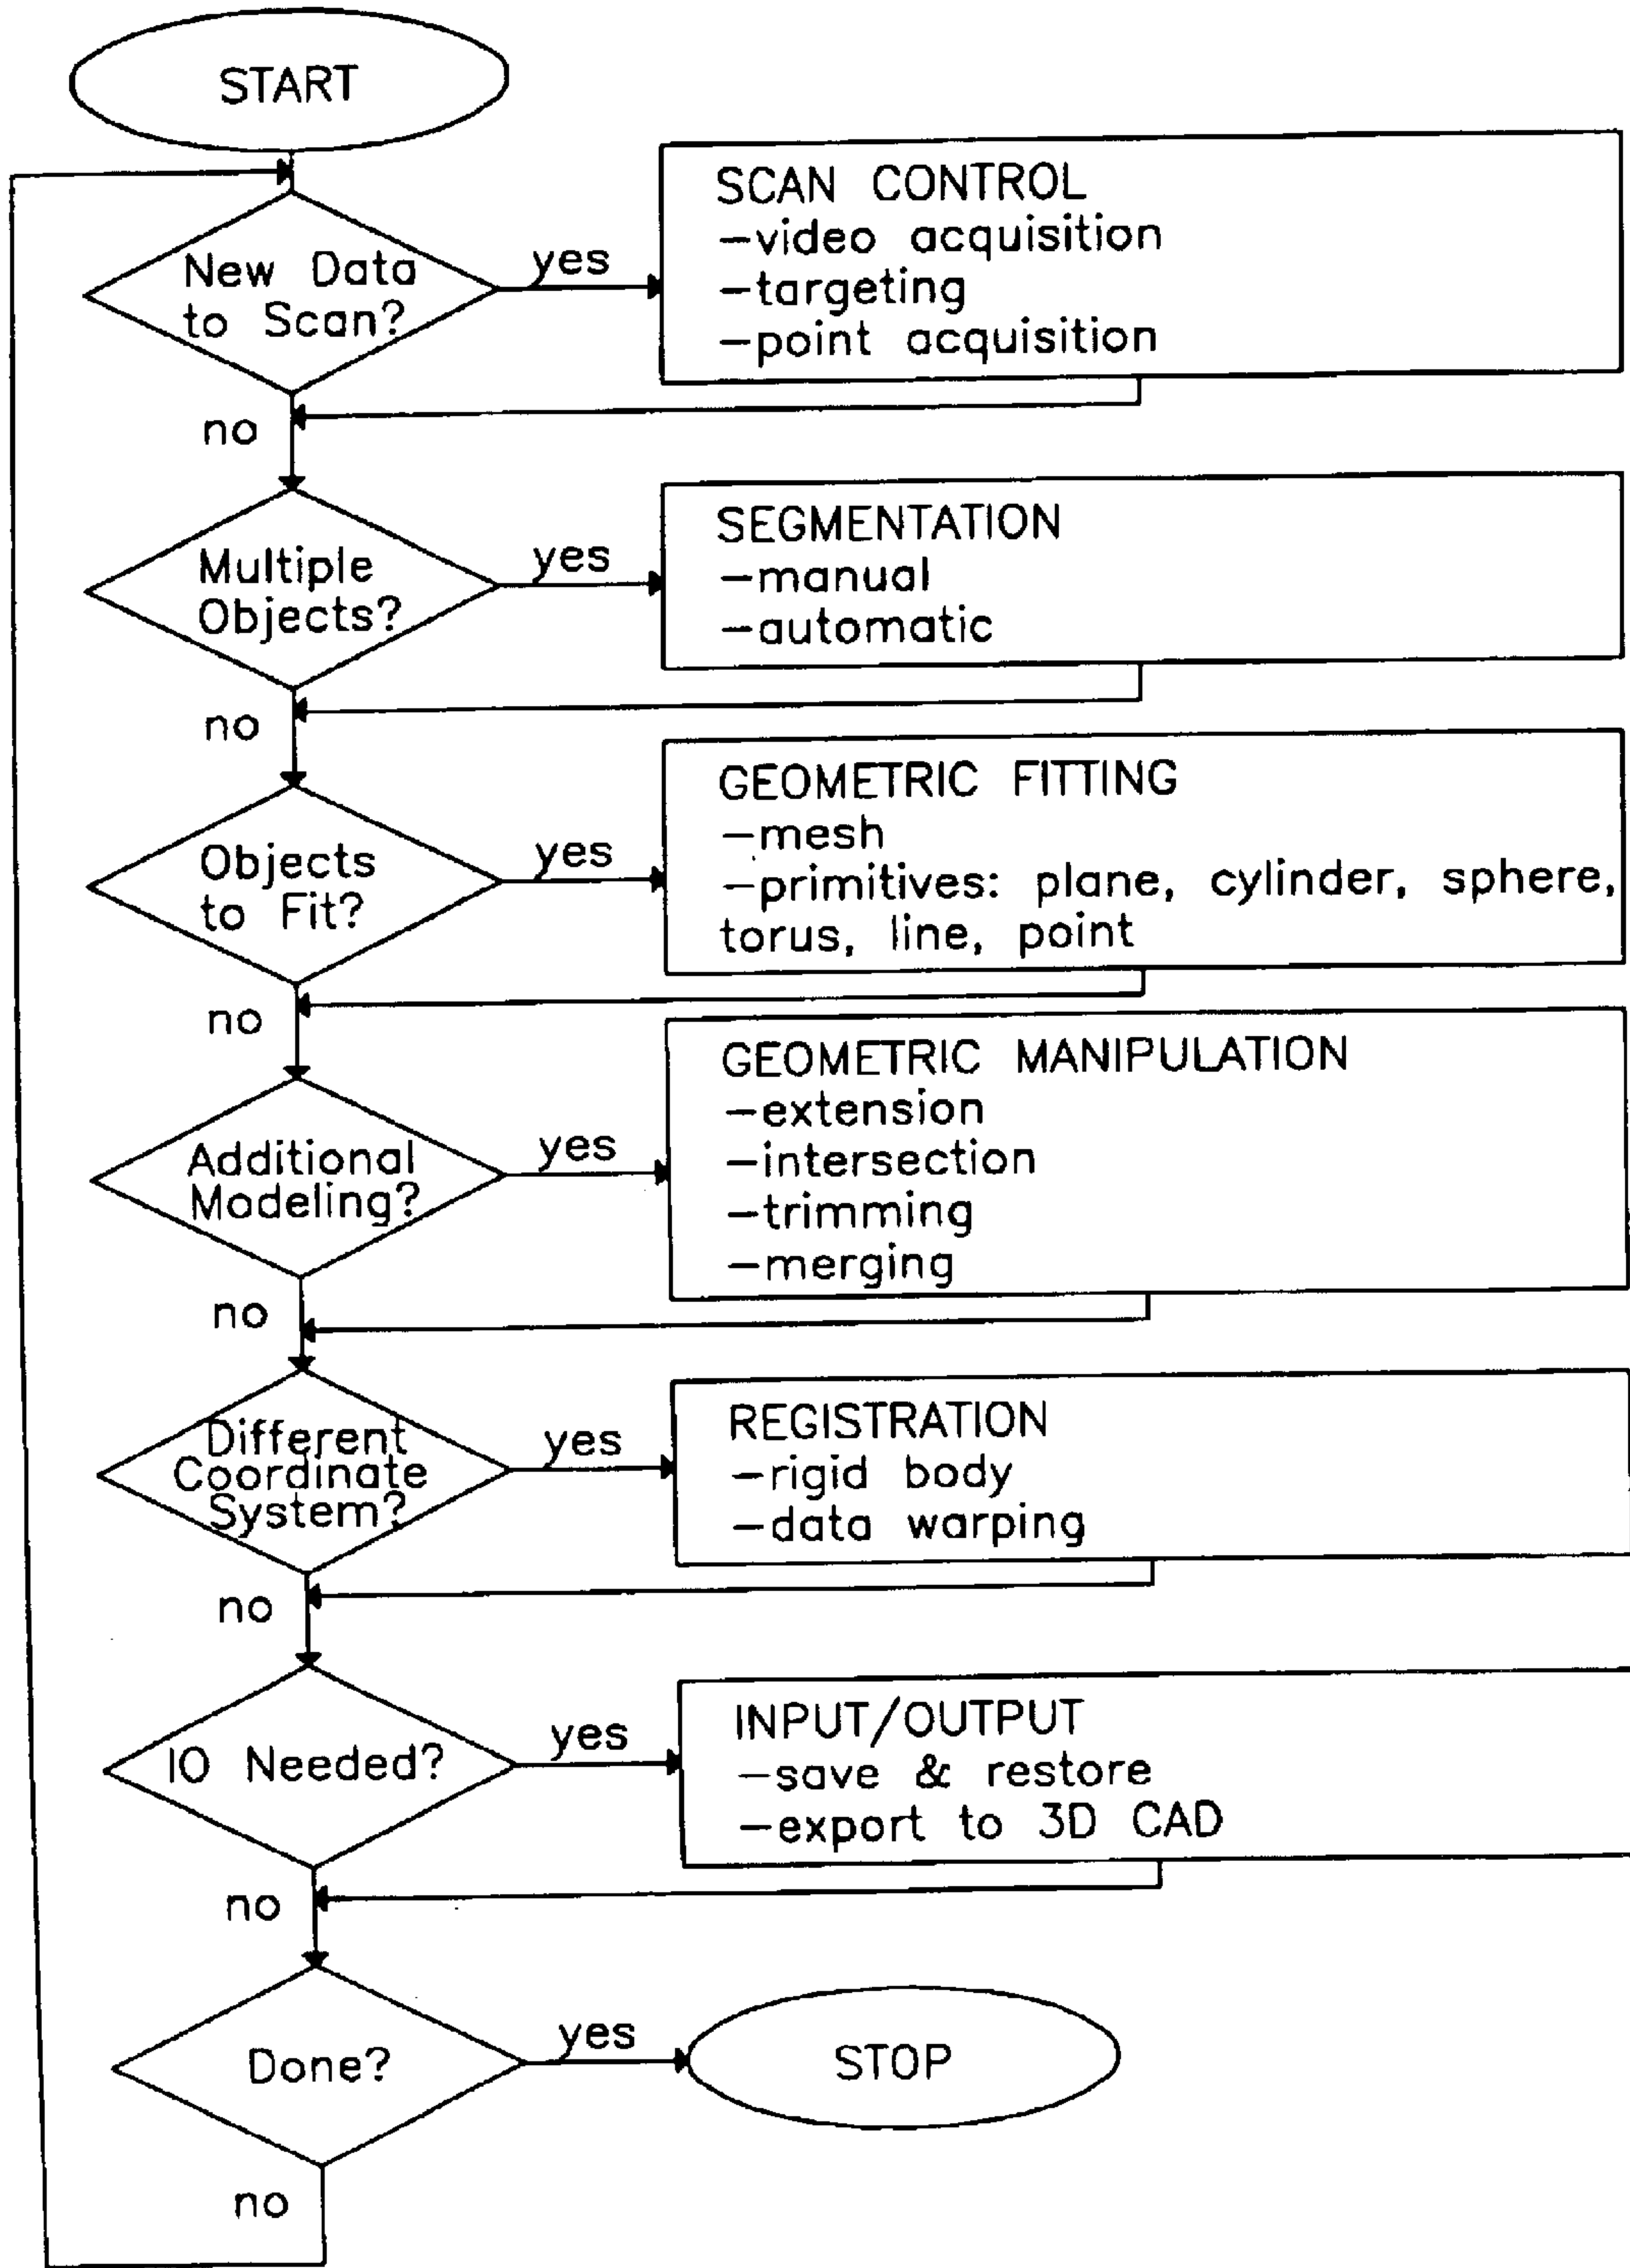 START
New Data
to Scan?
yes
no
SCAN CONTROL
-video acquisition
-targeting
-point acquisition
Multiple
Objects?
yes
no
SEGMENTATION
-manual
-automatic
Objects
to Fit?
yes
no
GEOMETRIC FITTING
-mesh
-primitives: plane, cylinder, sphere,
torus, line, point
Additional
Modeling?
yes
no
GEOMETRIC MANIPULATION
-extension
-intersection
-trimming
-merging
Different
Coordinate
System?
yes
no
REGISTRATION
-rigid body
-data warping
IO Needed?
yes
no
INPUT/OUTPUT
-save & restore
-export to 3D CAD
Done?
yes
no
STOP